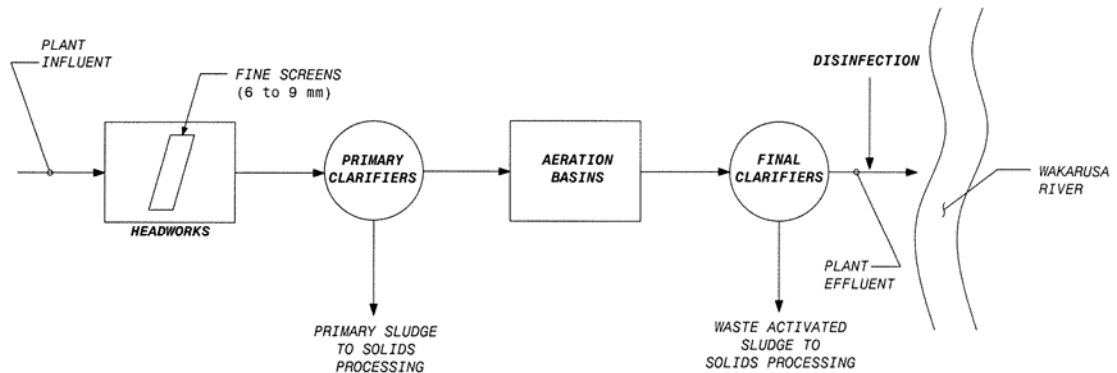 PLANT
INFLUENT
FINE SCREENS
(6 to 9 mm)
HEADWORKS
PRIMARY
CLARIFIERS
PRIMARY SLUDGE
TO SOLIDS
PROCESSING
AERATION
BASINS
FINAL
CLARIFIERS
WASTE ACTIVATED
SLUDGE TO
SOLIDS PROCESSING
DISINFECTION
PLANT
EFFLUENT
WAKARUSA
RIVER